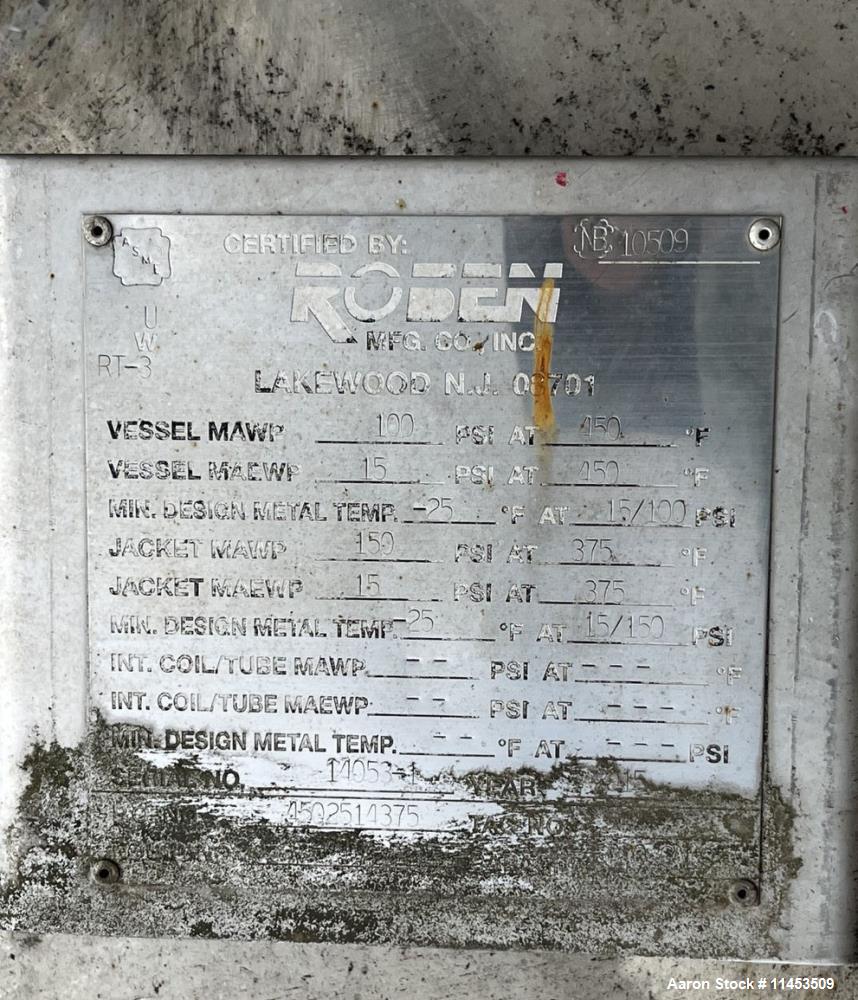 ASME
CERTIFIED BY: NB 10509
ROBEN
U MFG. CO., INC.
W
RT-3
LAKEWOOD N.J. 08701
VESSEL MAWP 100 PSI AT 450 °F
VESSEL MAEWP 15 PSI AT 450 °F
MIN. DESIGN METAL TEMP. -25 °F AT 15/100 PSI
JACKET MAWP 150 PSI AT 375 °F
JACKET MAEWP 15 PSI AT 375 °F
MIN. DESIGN METAL TEMP. -25 °F AT 15/150 PSI
INT. COIL/TUBE MAWP. -- PSI AT --- °F
INT. COIL/TUBE MAEWP -- PSI AT --- °F
MIN. DESIGN METAL TEMP. -- °F AT --- PSI
SERIAL NO. 14053-1 YEAR
4502514375 TAG NO.
Aaron Stock # 11453509